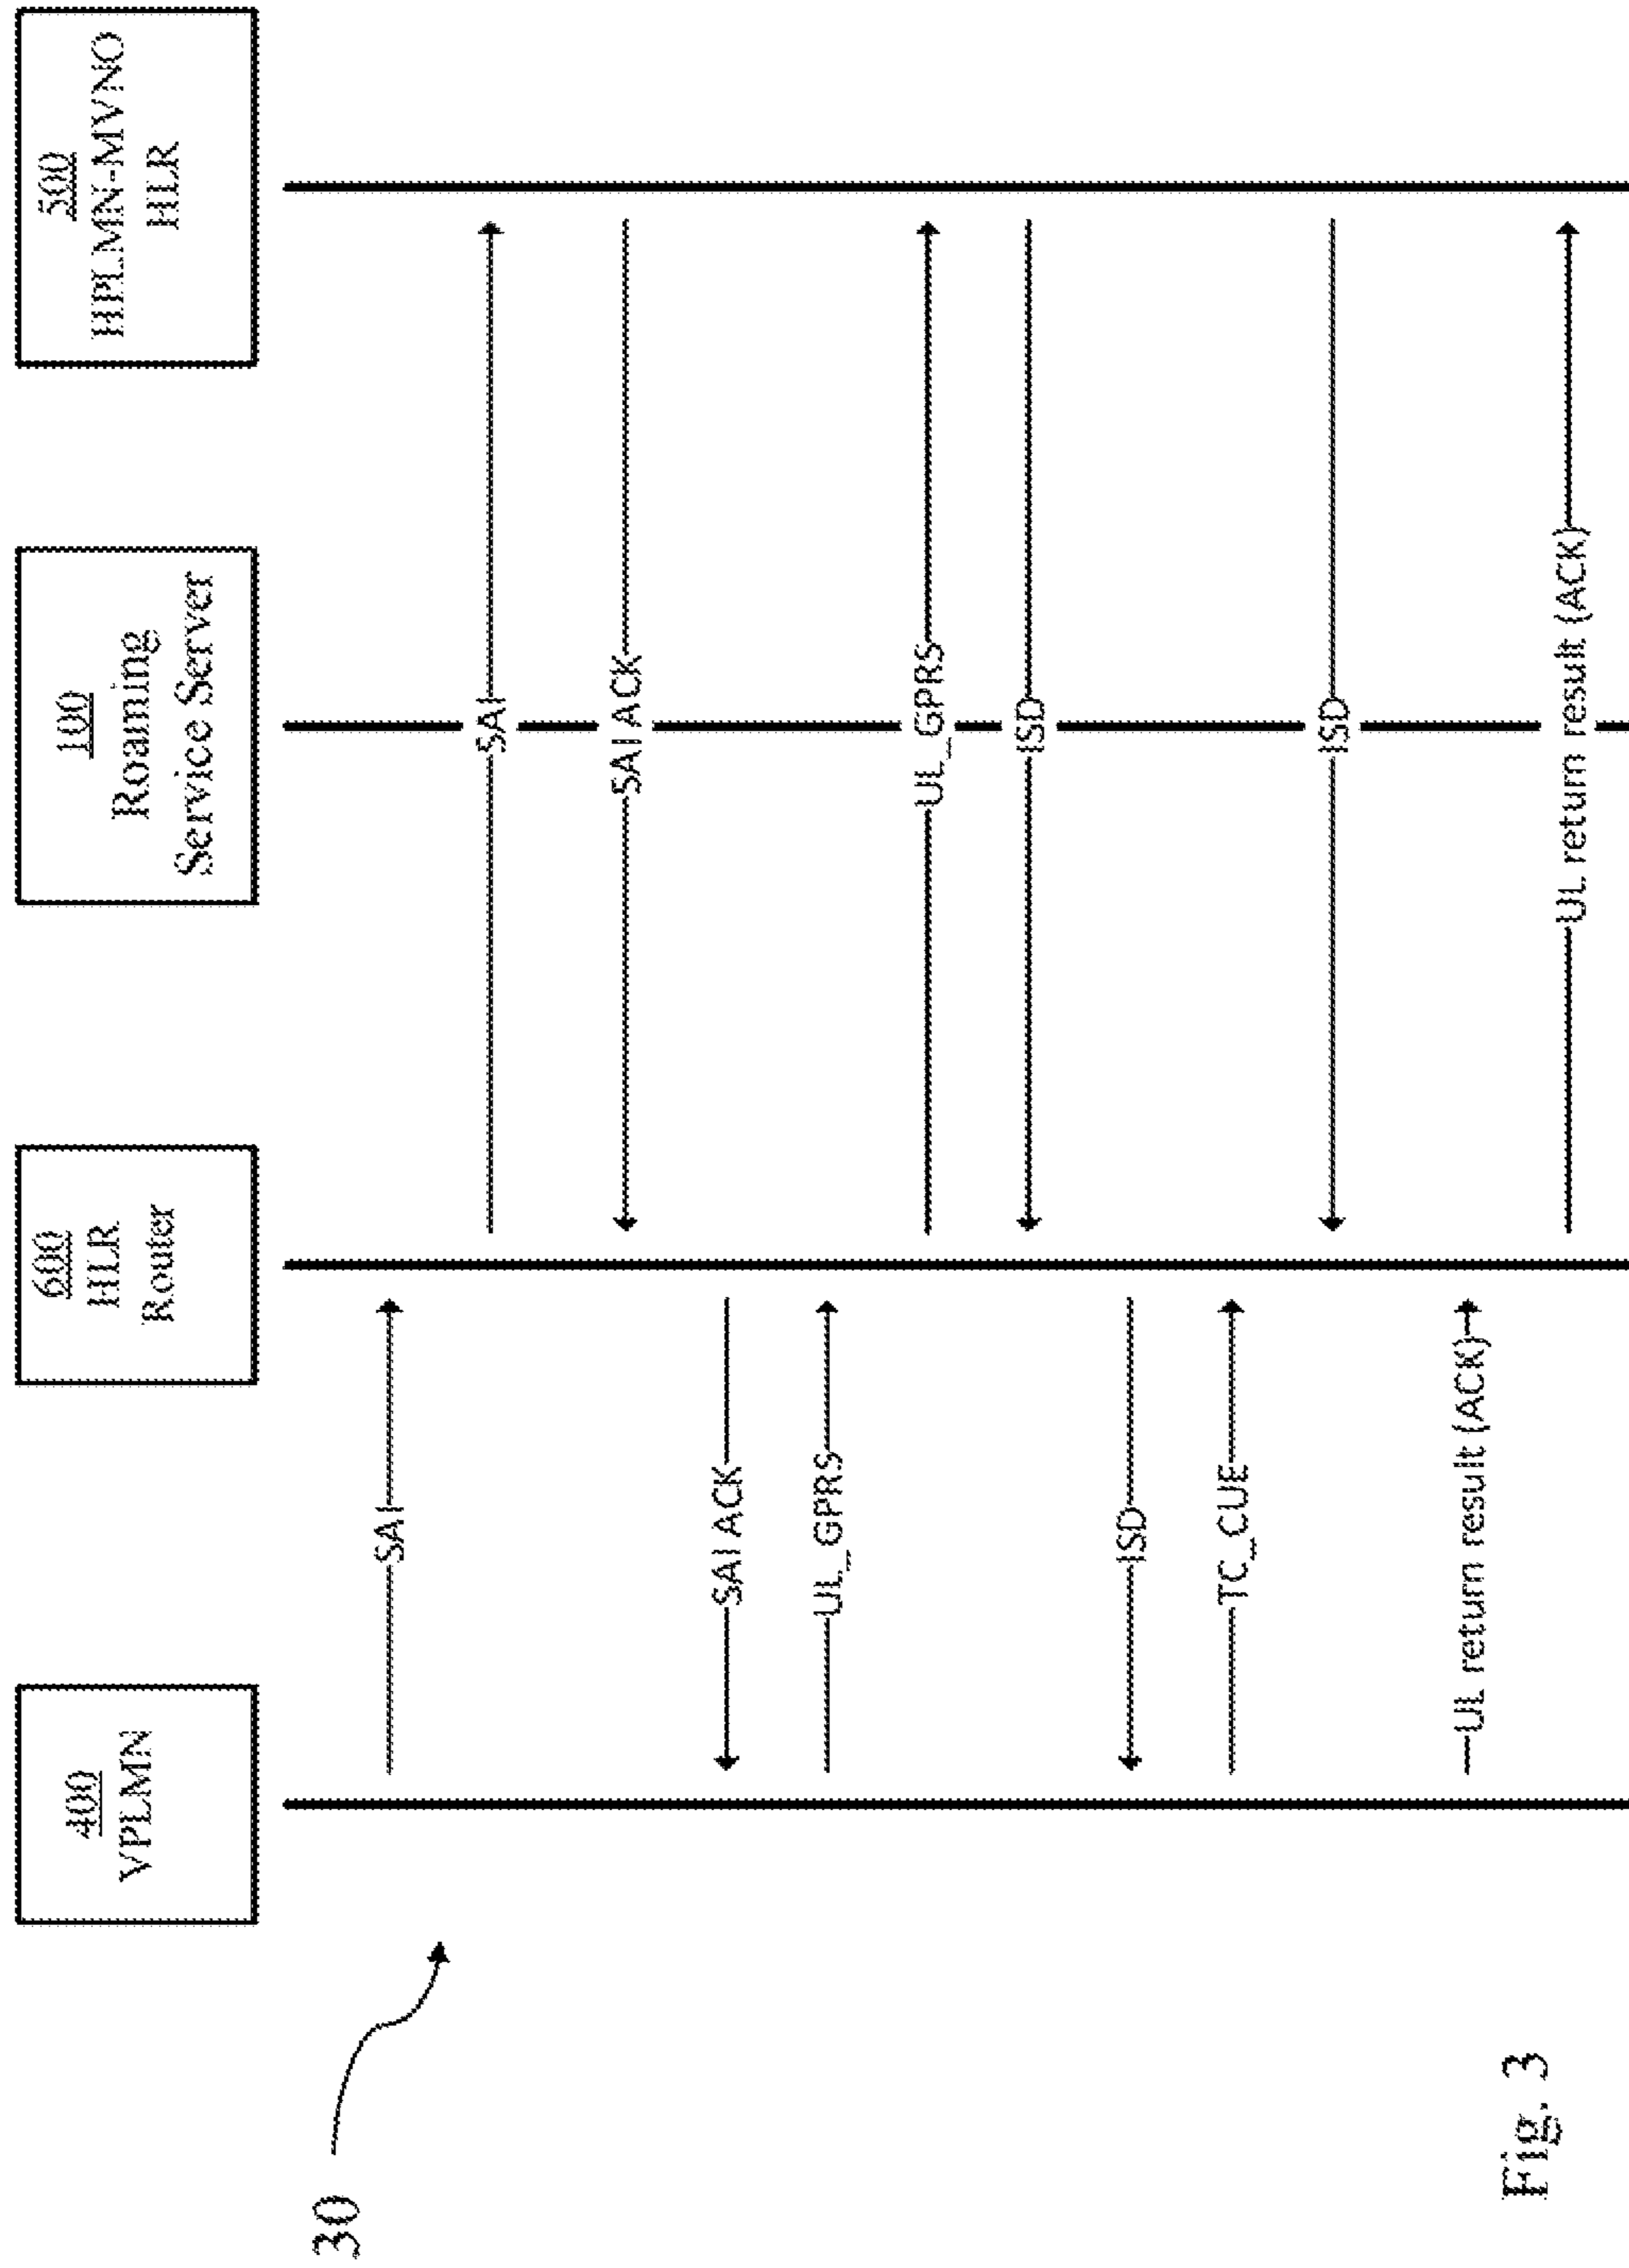 400
VPLMN
600
HLR
Router
100
Roaming
Service Server
500
HPLMN-MVNO
HLR
30
SAI
SAI
SAI ACK
SAI ACK
UL_GPRS
UL_GPRS
ISD
ISD
TC_CUE
ISD
UL return result (ACK)
UL return result (ACK)
Fig. 3